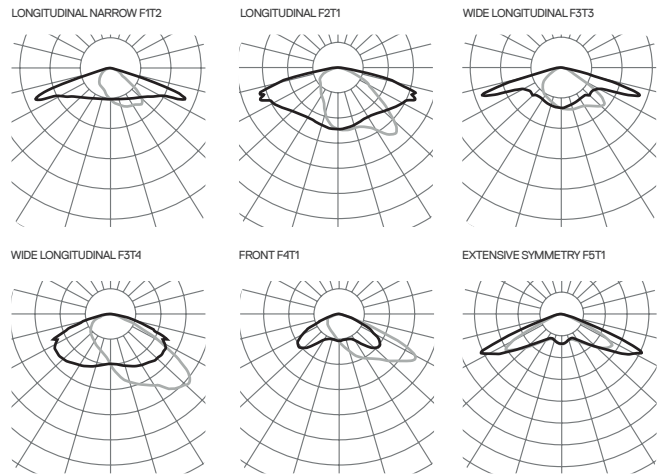 LONGITUDINAL NARROW F1T2
LONGITUDINAL F2T1
WIDE LONGITUDINAL F3T3
WIDE LONGITUDINAL F3T4
FRONT F4T1
EXTENSIVE SYMMETRY F5T1